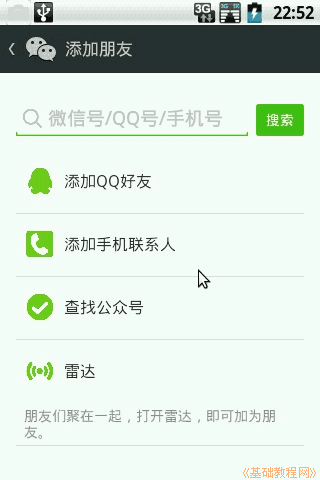 3G 3G 22:52
添加朋友
微信号/QQ号/手机号 搜索
添加QQ好友
添加手机联系人
查找公众号
雷达
朋友们聚在一起，打开雷达，即可加为朋
友。
《基础教程网》